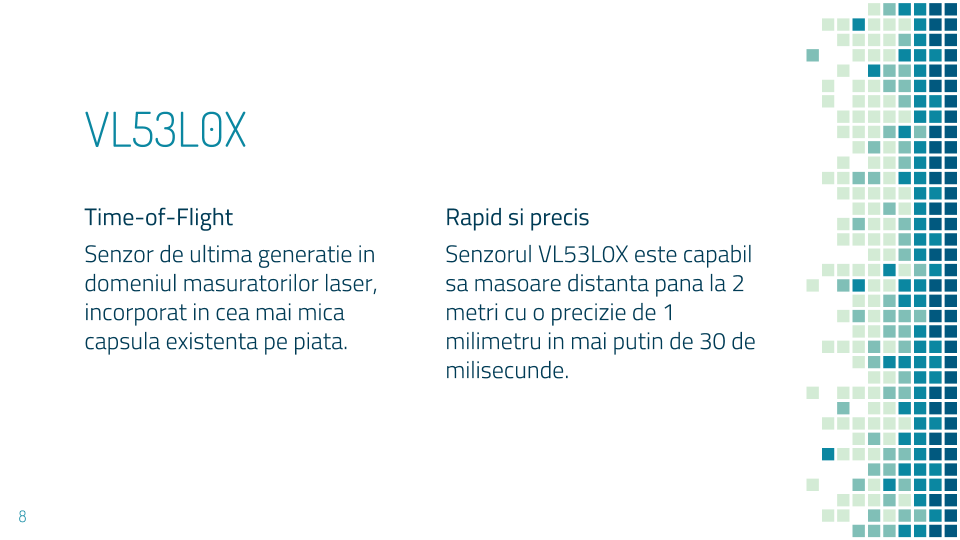 VL53L0X
Time-of-Flight
Senzor de ultima generatie in
domeniul masuratorilor laser,
incorporat in cea mai mica
capsula existenta pe piata.
Rapid si precis
Senzorul VL53L0X este capabil
sa masoare distanta pana la 2
metri cu o precizie de 1
milimetru in mai putin de 30 de
milisecunde.
8